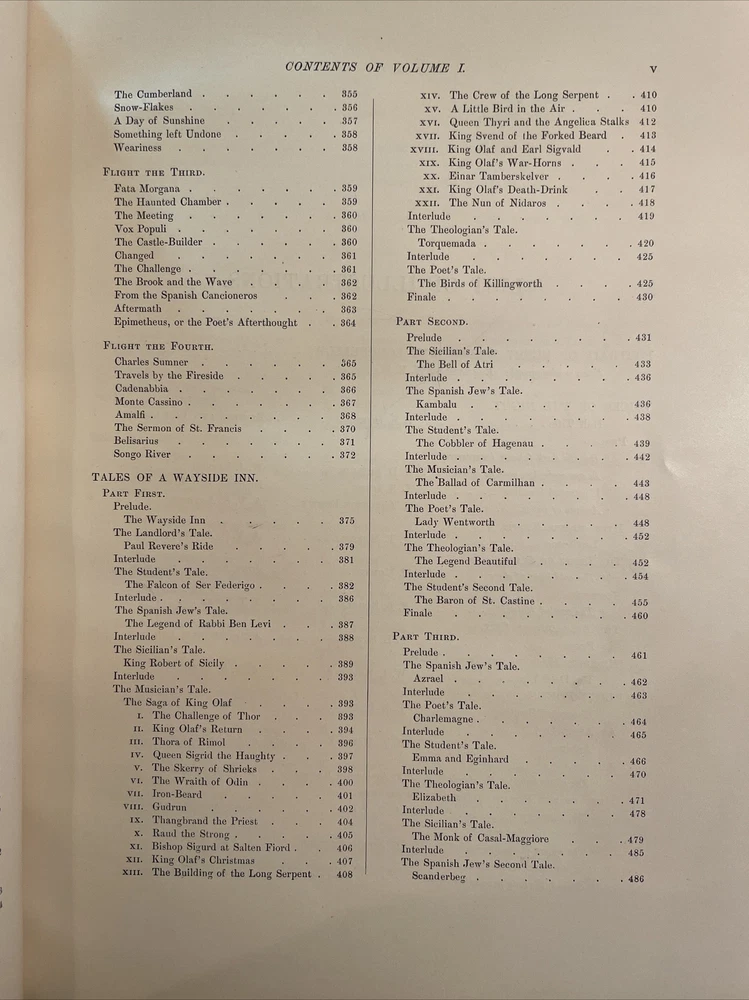 CONTENTS OF VOLUME I. v
The Cumberland . . . . . . 355
Snow-Flakes . . . . . . . 356
A Day of Sunshine . . . . . 357
Something left Undone . . . . 358
Weariness . . . . . . . 358
FLIGHT THE THIRD.
Fata Morgana . . . . . . . 359
The Haunted Chamber . . . . . 359
The Meeting . . . . . . . 360
Vox Populi . . . . . . . 360
The Castle-Builder . . . . . . 360
Changed . . . . . . . 361
The Challenge . . . . . . . 361
The Brook and the Wave . . . . 362
From the Spanish Cancioneros . . . 362
Aftermath . . . . . . . 363
Epimetheus, or the Poet's Afterthought . . 364
FLIGHT THE FOURTH.
Charles Sumner . . . . . . 365
Travels by the Fireside . . . . . 365
Cadenabbia . . . . . . . 366
Monte Cassino . . . . . . . 367
Amalfi . . . . . . . . 368
The Sermon of St. Francis . . . . 370
Belisarius . . . . . . . 371
Songo River . . . . . . . 372
TALES OF A WAYSIDE INN.
PART FIRST.
Prelude.
The Wayside Inn . . . . . 375
The Landlord's Tale.
Paul Revere's Ride . . . . . 379
Interlude . . . . . . . 381
The Student's Tale.
The Falcon of Ser Federigo . . . . 382
Interlude . . . . . . . . 386
The Spanish Jew's Tale.
The Legend of Rabbi Ben Levi . . . 387
Interlude . . . . . . . 388
The Sicilian's Tale.
King Robert of Sicily . . . . . 389
Interlude . . . . . . . 393
The Musician's Tale.
The Saga of King Olaf . . . . 393
I. The Challenge of Thor . . . 393
II. King Olaf's Return . . . . 394
III. Thora of Rimol . . . . 396
IV. Queen Sigrid the Haughty . . . 397
V. The Skerry of Shrieks . . . 398
VI. The Wraith of Odin . . . . 400
VII. Iron-Beard . . . . . 401
VIII. Gudrun . . . . . . 402
IX. Thangbrand the Priest . . . 404
X. Raud the Strong . . . . . 405
XI. Bishop Sigurd at Salten Fiord . . 406
XII. King Olaf's Christmas . . . 407
XIII. The Building of the Long Serpent . 408
XIV. The Crew of the Long Serpent . . 410
XV. A Little Bird in the Air . . . 410
XVI. Queen Thyri and the Angelica Stalks 412
XVII. King Svend of the Forked Beard . 413
XVIII. King Olaf and Earl Sigvald . . 414
XIX. King Olaf's War-Horns . . . 415
XX. Einar Tamberskelver . . . . 416
XXI. King Olaf's Death-Drink . . 417
XXII. The Nun of Nidaros . . . . 418
Interlude . . . . . . . 419
The Theologian's Tale.
Torquemada . . . . . . . 420
Interlude . . . . . . . 425
The Poet's Tale.
The Birds of Killingworth . . . . 425
Finale . . . . . . . . 430
PART SECOND.
Prelude . . . . . . . . 431
The Sicilian's Tale.
The Bell of Atri . . . . . 433
Interlude . . . . . . . . 436
The Spanish Jew's Tale.
Kambalu . . . . . . . 436
Interlude . . . . . . . . 438
The Student's Tale.
The Cobbler of Hagenau . . . . 439
Interlude . . . . . . . . 442
The Musician's Tale.
The Ballad of Carmilhan . . . . 443
Interlude . . . . . . . . 448
The Poet's Tale.
Lady Wentworth . . . . . 448
Interlude . . . . . . . . 452
The Theologian's Tale.
The Legend Beautiful . . . . 452
Interlude . . . . . . . . 454
The Student's Second Tale.
The Baron of St. Castine . . . . 455
Finale . . . . . . . 460
PART THIRD.
Prelude . . . . . . . . 461
The Spanish Jew's Tale.
Azrael . . . . . . . . 462
Interlude . . . . . . . 463
The Poet's Tale.
Charlemagne . . . . . . . 464
Interlude . . . . . . . 465
The Student's Tale.
Emma and Eginhard . . . . . 466
Interlude . . . . . . . 470
The Theologian's Tale.
Elizabeth . . . . . . . 471
Interlude . . . . . . . 478
The Sicilian's Tale.
The Monk of Casal-Maggiore . . . 479
Interlude . . . . . . . 485
The Spanish Jew's Second Tale.
Scanderbeg . . . . . . . 486